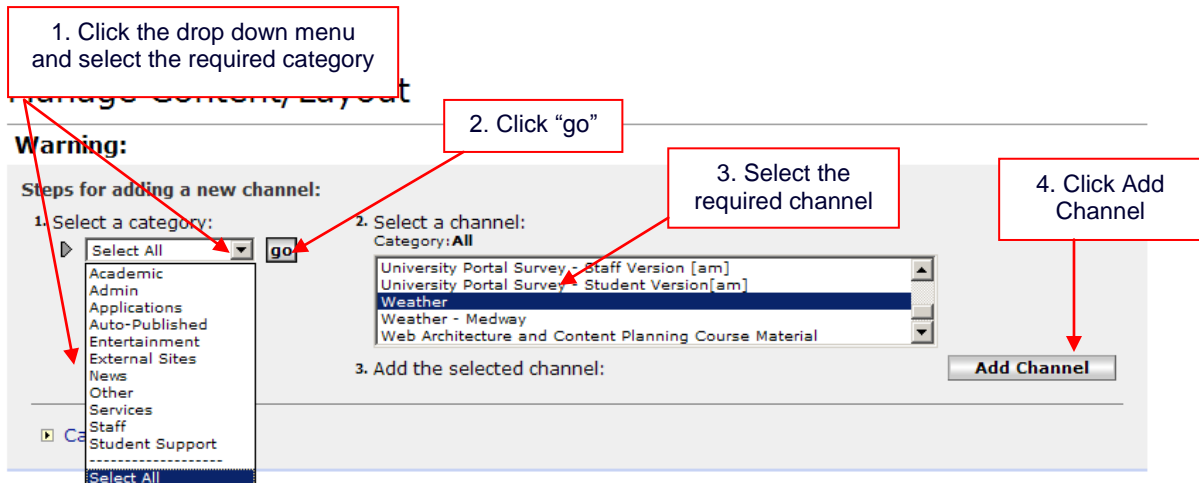 1. Click the drop down menu
and select the required category
Manage Content/Layout
2. Click “go”
Warning:
3. Select the
required channel
4. Click Add
Channel
Steps for adding a new channel:
1. Select a category:
Select All
go
Academic
Admin
Applications
Auto-Published
Entertainment
External Sites
News
Other
Services
Staff
Student Support
-------------------
Select All
2. Select a channel:
Category:All
University Portal Survey - Staff Version [am]
University Portal Survey - Student Version[am]
Weather
Weather - Medway
Web Architecture and Content Planning Course Material
3. Add the selected channel:
Add Channel
Ca